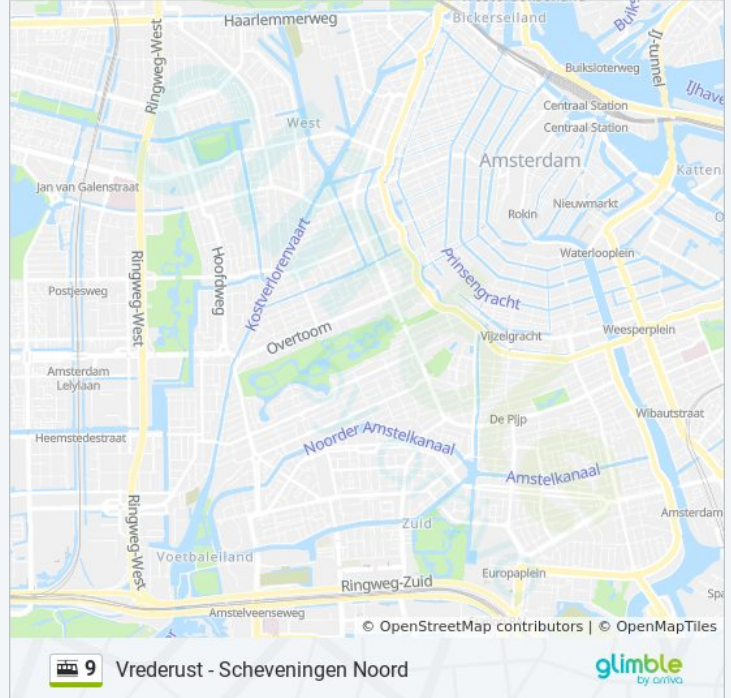 Haarlemmerweg
Bickerseiland
Ringweg-West
IJ-tunnel
Buiksloterweg
IJhave
Centraal Station
West
Centraal Station
Amsterdam
Katten
Jan van Galenstraat
Nieuwmarkt
Rokin
Waterlooplein
Kostverlorenvaart
Hoofdweg
Ringweg-West
Prinsengracht
Postjesweg
Overtoom
Vijzelgracht
Weesperplein
Amsterdam
Lelylaan
De Pijp
Wibautstraat
Heemstedestraat
Noorder Amstelkanaal
Amstelkanaal
Ringweg-West
Amsterdam
Zuid
Voetbaleiland
Europaplein
Ringweg-Zuid
Spa
Amstelveenseweg
© OpenStreetMap contributors | © OpenMapTiles
9 Vrederust - Scheveningen Noord
glimble
by arriva